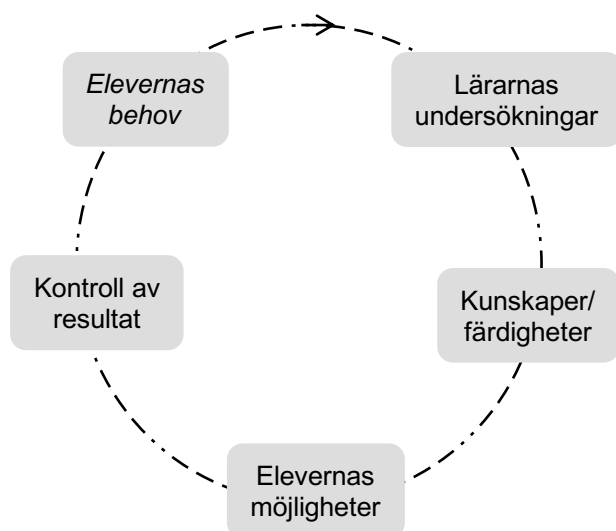 Elevernas
behov
Lärarnas
undersökningar
Kunskaper/
färdigheter
Elevernas
möjligheter
Kontroll av
resultat